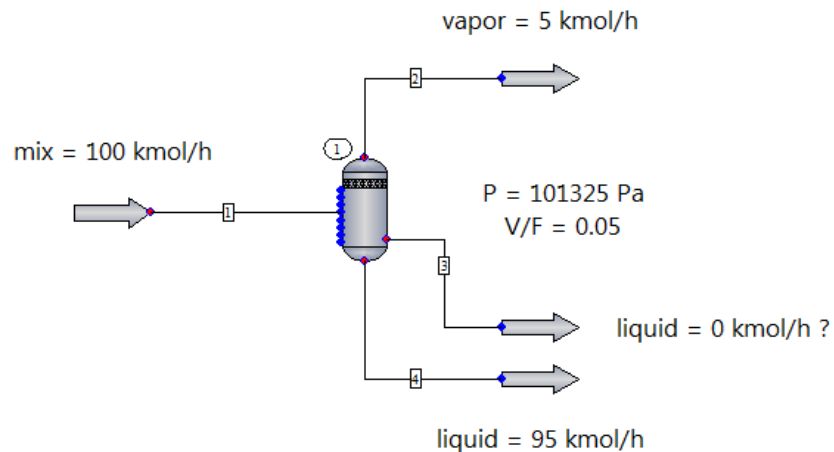 vapor = 5 kmol/h
2
1
mix = 100 kmol/h
P = 101325 Pa
V/F = 0.05
1
3
liquid = 0 kmol/h ?
4
liquid = 95 kmol/h